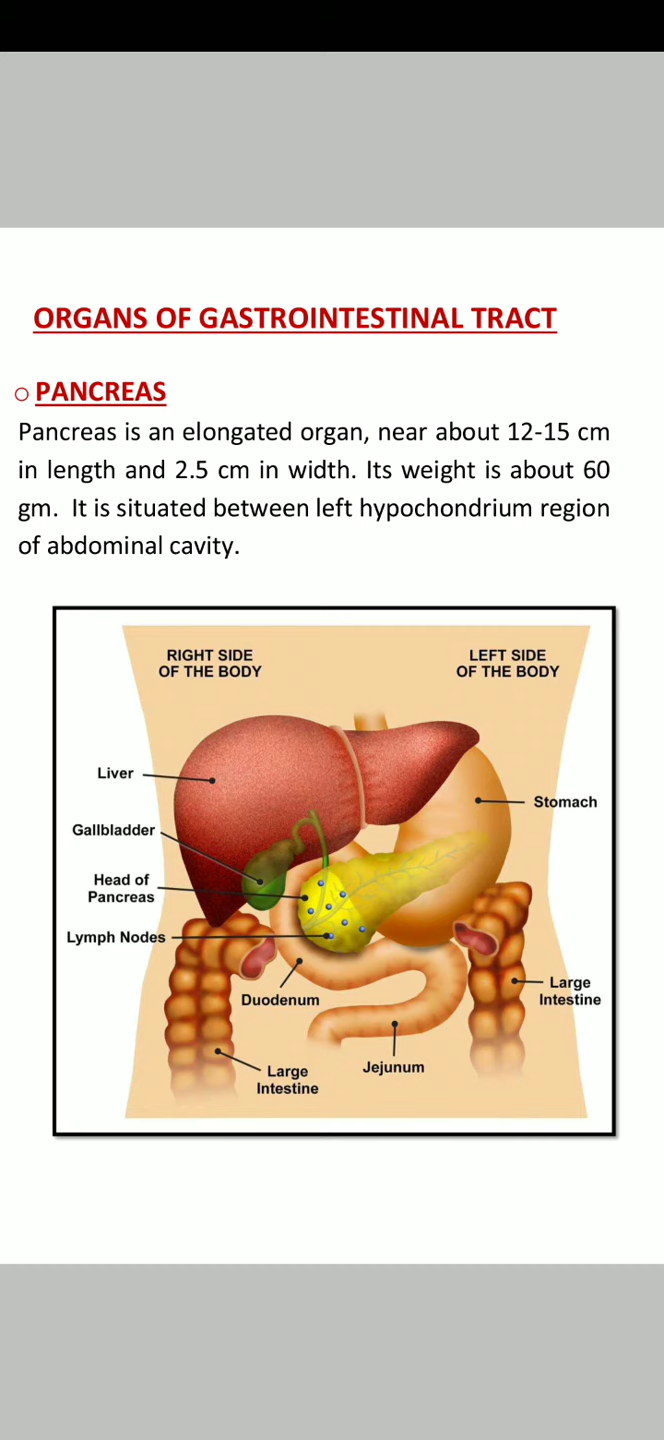 ORGANS OF GASTROINTESTINAL TRACT
○ PANCREAS
Pancreas is an elongated organ, near about 12-15 cm
in length and 2.5 cm in width. Its weight is about 60
gm. It is situated between left hypochondrium region
of abdominal cavity.
RIGHT SIDE
OF THE BODY
LEFT SIDE
OF THE BODY
Liver
Stomach
Gallbladder
Head of
Pancreas
Lymph Nodes
Duodenum
Large
Intestine
Jejunum
Large
Intestine